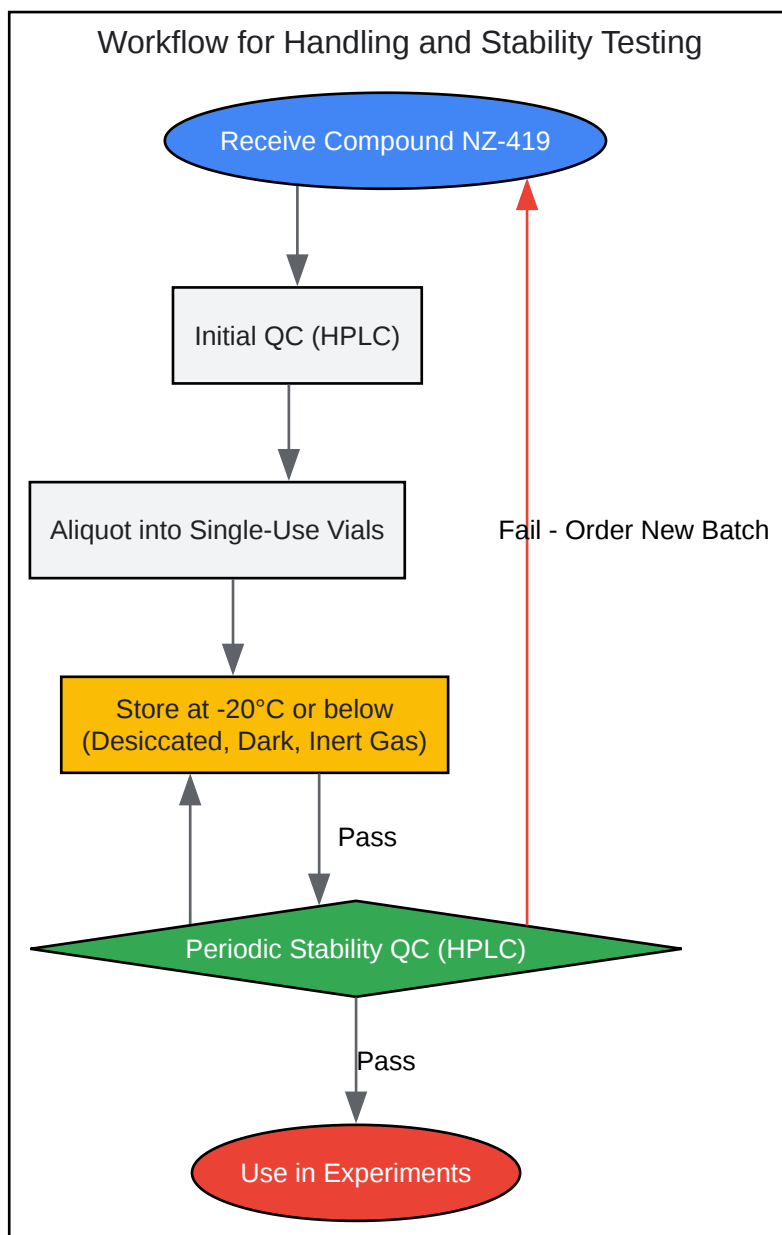 Workflow for Handling and Stability Testing
Receive Compound NZ-419
Initial QC (HPLC)
Aliquot into Single-Use Vials
Fail - Order New Batch
Store at -20°C or below
(Desiccated, Dark, Inert Gas)
Pass
Periodic Stability QC (HPLC)
Pass
Use in Experiments